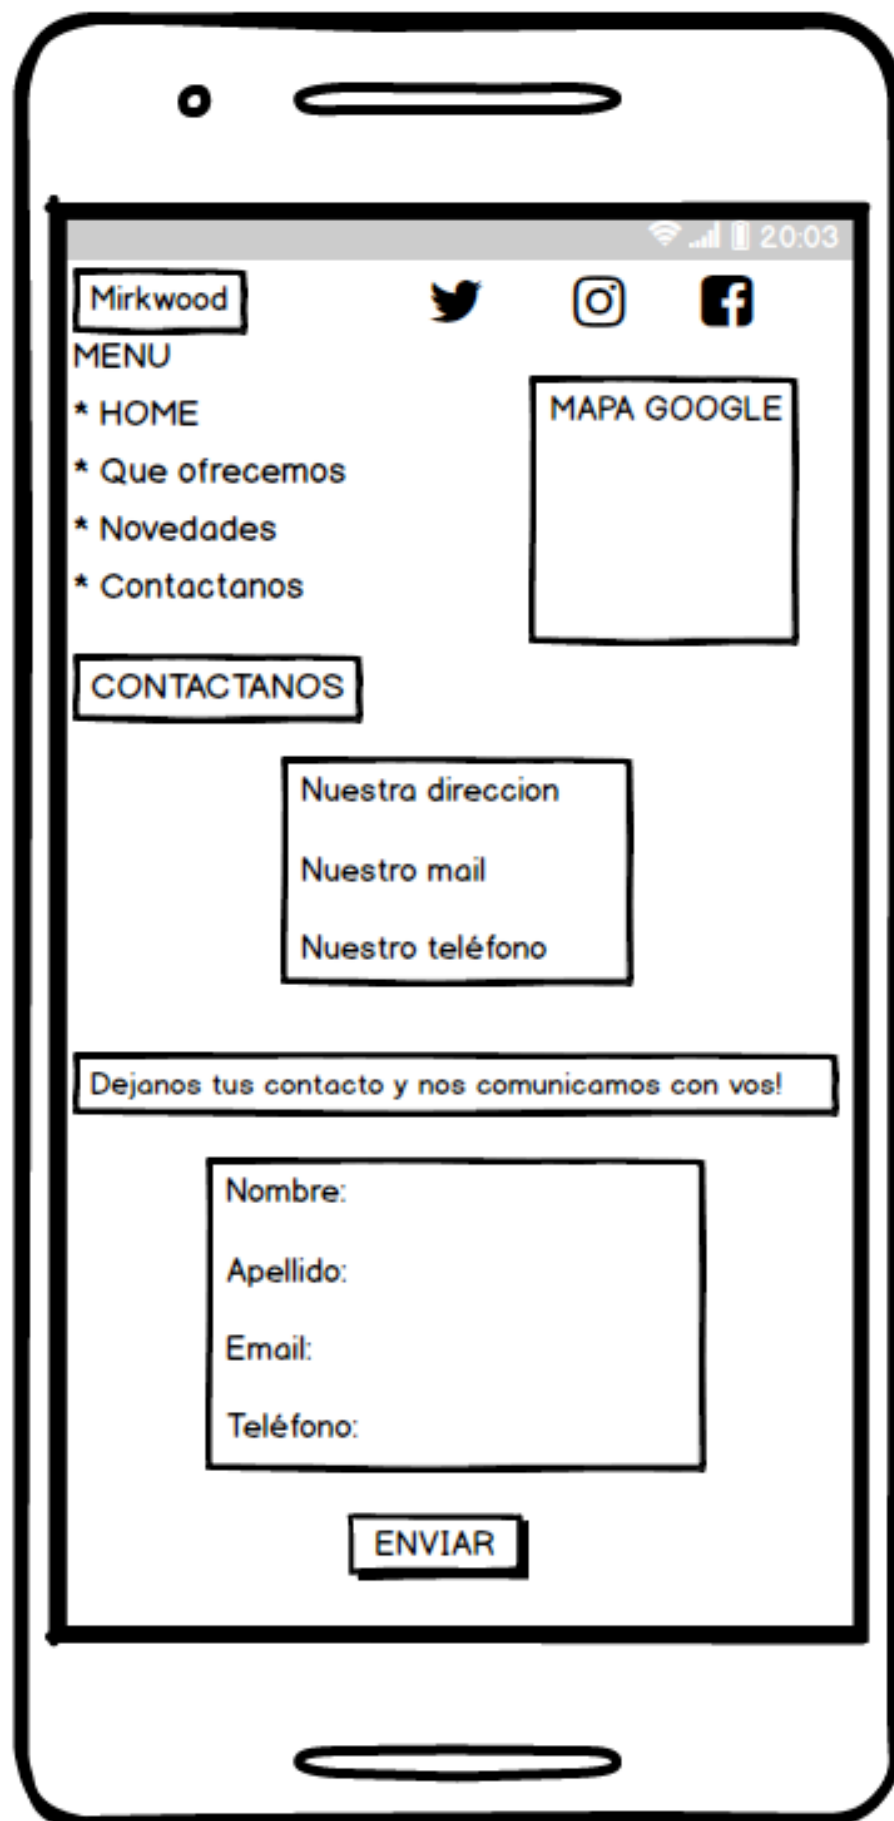 20:03
Mirkwood
MENU
* HOME
MAPA GOOGLE
* Que ofrecemos
* Novedades
* Contactanos
CONTACTANOS
Nuestra direccion
Nuestro mail
Nuestro teléfono
Dejanos tus contacto y nos comunicamos con vos!
Nombre:
Apellido:
Email:
Teléfono:
ENVIAR